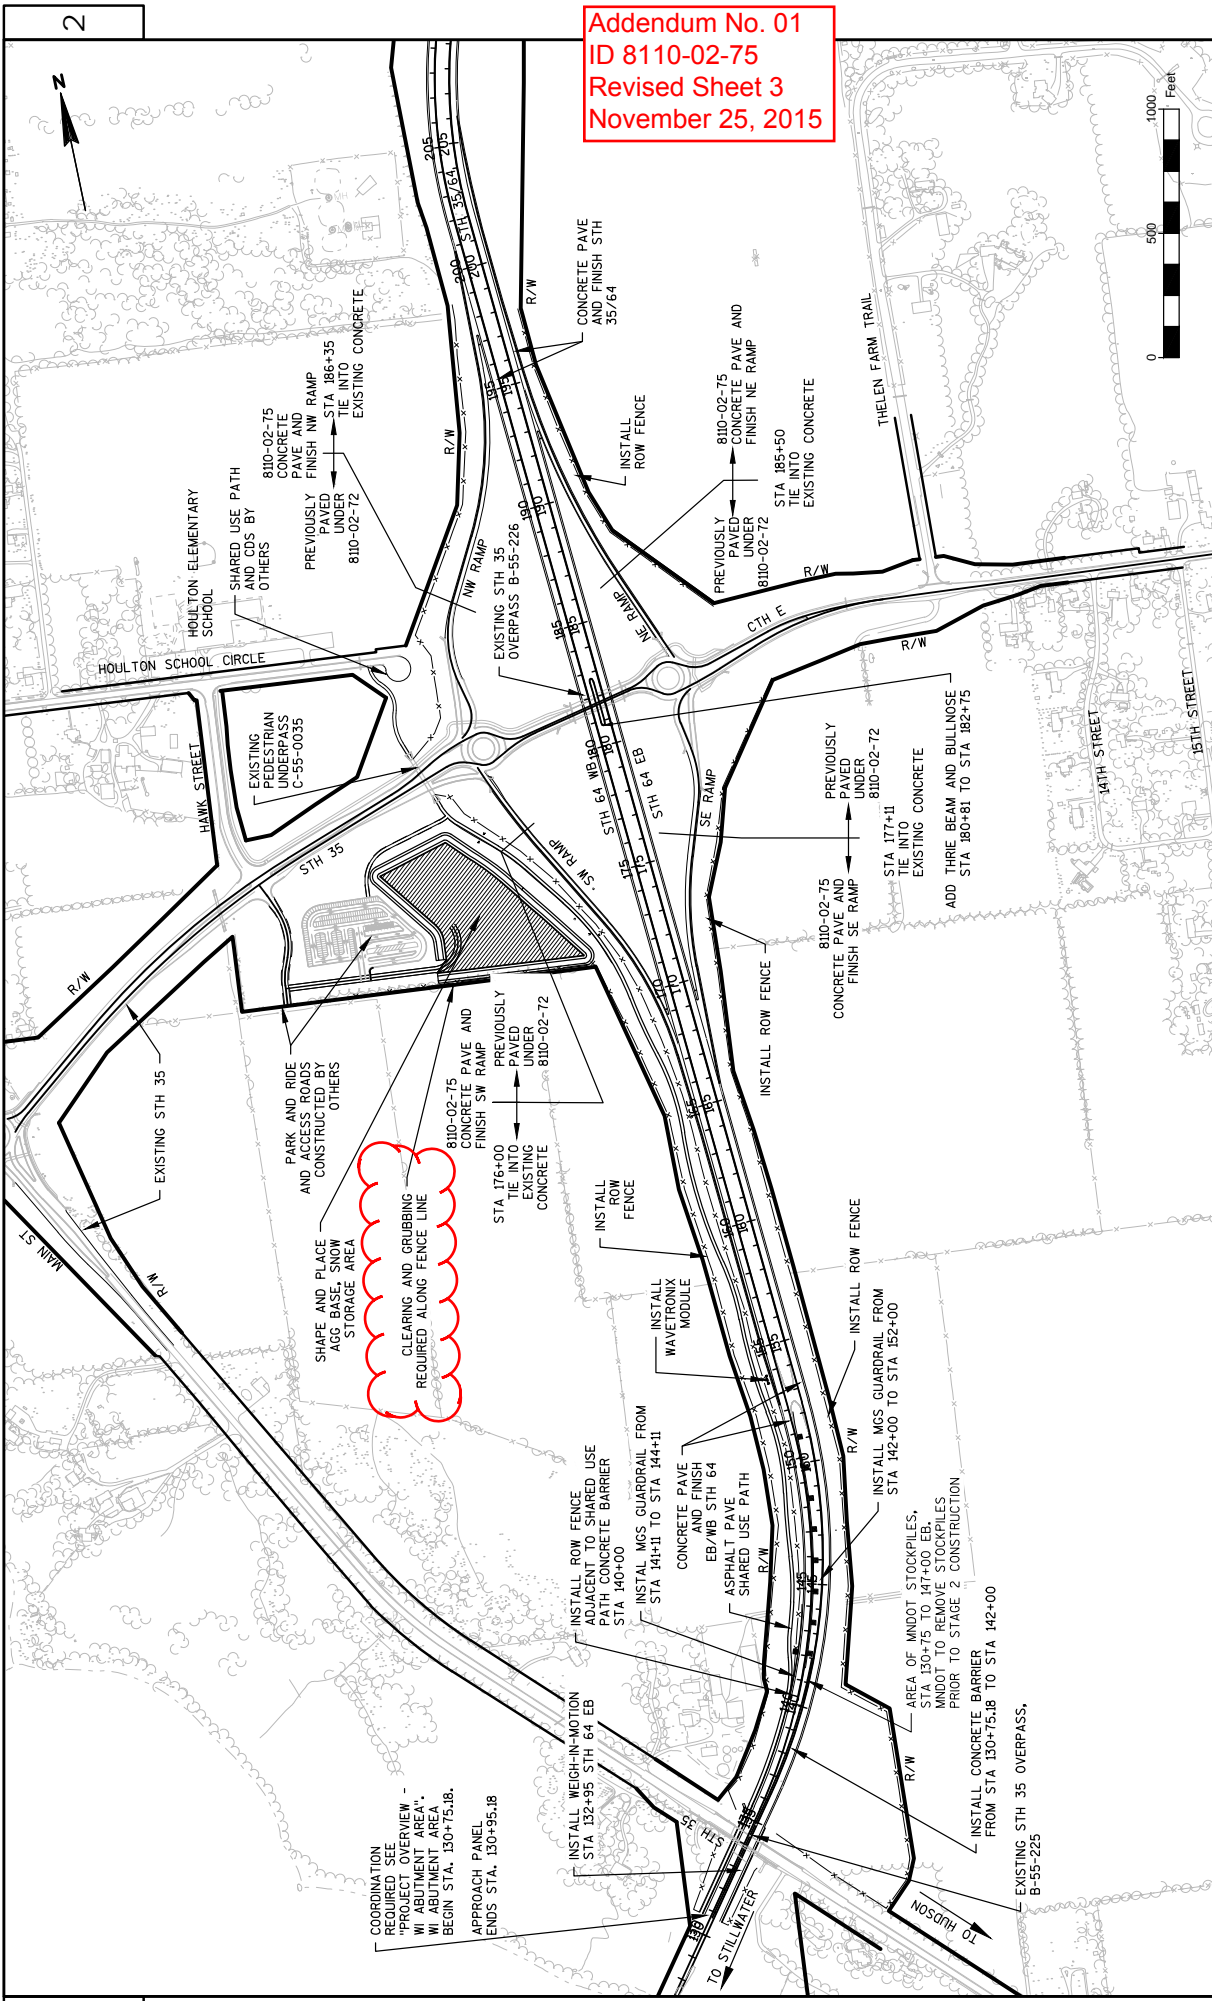 2
Addendum No. 01
ID 8110-02-75
Revised Sheet 3
November 25, 2015
N
0
500
1000
Feet
COORDINATION
REQUIRED SEE
"PROJECT OVERVIEW -
WI ABUTMENT AREA".
WI ABUTMENT AREA
BEGIN STA. 130+75.18.
APPROACH PANEL
ENDS STA. 130+95.18
INSTALL WEIGH-IN-MOTION
STA 132+95 STH 64 EB
INSTALL ROW FENCE
ADJACENT TO SHARED USE
PATH CONCRETE BARRIER
STA 140+00
INSTAL MGS GUARDRAIL FROM
STA 141+11 TO STA 144+11
CONCRETE PAVE
AND FINISH
EB/WB STH 64
ASPHALT PAVE
SHARED USE PATH
INSTALL
WAVETRONIX
MODULE
INSTALL
ROW
FENCE
SHAPE AND PLACE
AGG BASE, SNOW
STORAGE AREA
CLEARING AND GRUBBING
REQUIRED ALONG FENCE LINE
PARK AND RIDE
AND ACCESS ROADS
CONSTRUCTED BY
OTHERS
EXISTING STH 35
MAIN ST
R/W
R/W
8110-02-75
CONCRETE PAVE AND
FINISH SW RAMP
STA 176+00
TIE INTO
EXISTING
CONCRETE
PREVIOUSLY
PAVED
UNDER
8110-02-72
STH 35
HAWK STREET
HOULTON SCHOOL CIRCLE
EXISTING
PEDESTRIAN
UNDERPASS
C-55-0035
HOULTON ELEMENTARY
SCHOOL
SHARED USE PATH
AND CDS BY
OTHERS
8110-02-75
CONCRETE
PAVE AND
FINISH NW RAMP
PREVIOUSLY
PAVED
UNDER
8110-02-72
STA 186+35
TIE INTO
EXISTING CONCRETE
R/W
NW RAMP
EXISTING STH 35
OVERPASS B-55-226
SW RAMP
STH 64 WB
STH 64 EB
SE RAMP
NE RAMP
CTH E
R/W
R/W
STH 35/64
CONCRETE PAVE
AND FINISH STH
35/64
R/W
INSTALL
ROW FENCE
8110-02-75
CONCRETE PAVE AND
FINISH NE RAMP
PREVIOUSLY
PAVED
UNDER
8110-02-72
STA 185+50
TIE INTO
EXISTING CONCRETE
THELEN FARM TRAIL
14TH STREET
15TH STREET
PREVIOUSLY
PAVED
UNDER
8110-02-72
8110-02-75
CONCRETE PAVE AND
FINISH SE RAMP
STA 177+11
TIE INTO
EXISTING CONCRETE
ADD THRIE BEAM AND BULLNOSE
STA 180+81 TO STA 182+75
INSTALL ROW FENCE
INSTALL ROW FENCE
R/W
R/W
INSTALL MGS GUARDRAIL FROM
STA 142+00 TO STA 152+00
AREA OF MNDOT STOCKPILES,
STA 130+75 TO 147+00 EB.
MNDOT TO REMOVE STOCKPILES
PRIOR TO STAGE 2 CONSTRUCTION
INSTALL CONCRETE BARRIER
FROM STA 130+75.18 TO STA 142+00
R/W
EXISTING STH 35 OVERPASS,
B-55-225
STH 35
TO STILLWATER
TO HUDSON
130
135
135
140
140
145
145
150
150
155
155
160
160
165
165
170
170
175
175
180
180
185
185
190
190
195
195
200
200
205
205